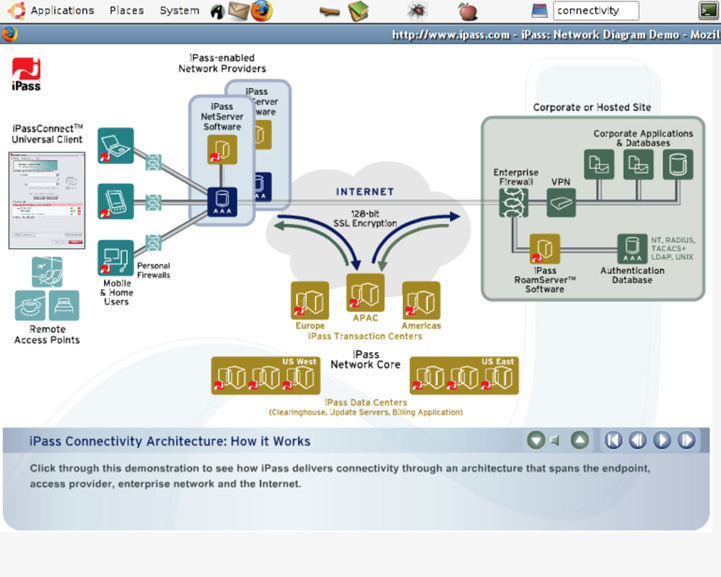 Applications Places System connectivity
http://www.ipass.com - iPass: Network Diagram Demo - Mozil
iPass
iPass-enabled
Network Providers
iPassConnect™
Universal Client
iPass
NetServer
Software
Corporate or Hosted Site
Corporate Applications
& Databases
Enterprise
Firewall
VPN
INTERNET
128-bit
SSL Encryption
AAA
AAA
AAA
NT, RADIUS,
TACACS+
LDAP, UNIX
iPass
RoamServer™
Software
Authentication
Database
Personal
Firewalls
Mobile
& Home
Users
Remote
Access Points
Europe
APAC
Americas
iPass Transaction Centers
iPass
Network Core
US West
US East
iPass Data Centers
(Clearinghouse, Update Servers, Billing Application)
iPass Connectivity Architecture: How it Works
Click through this demonstration to see how iPass delivers connectivity through an architecture that spans the endpoint,
access provider, enterprise network and the Internet.